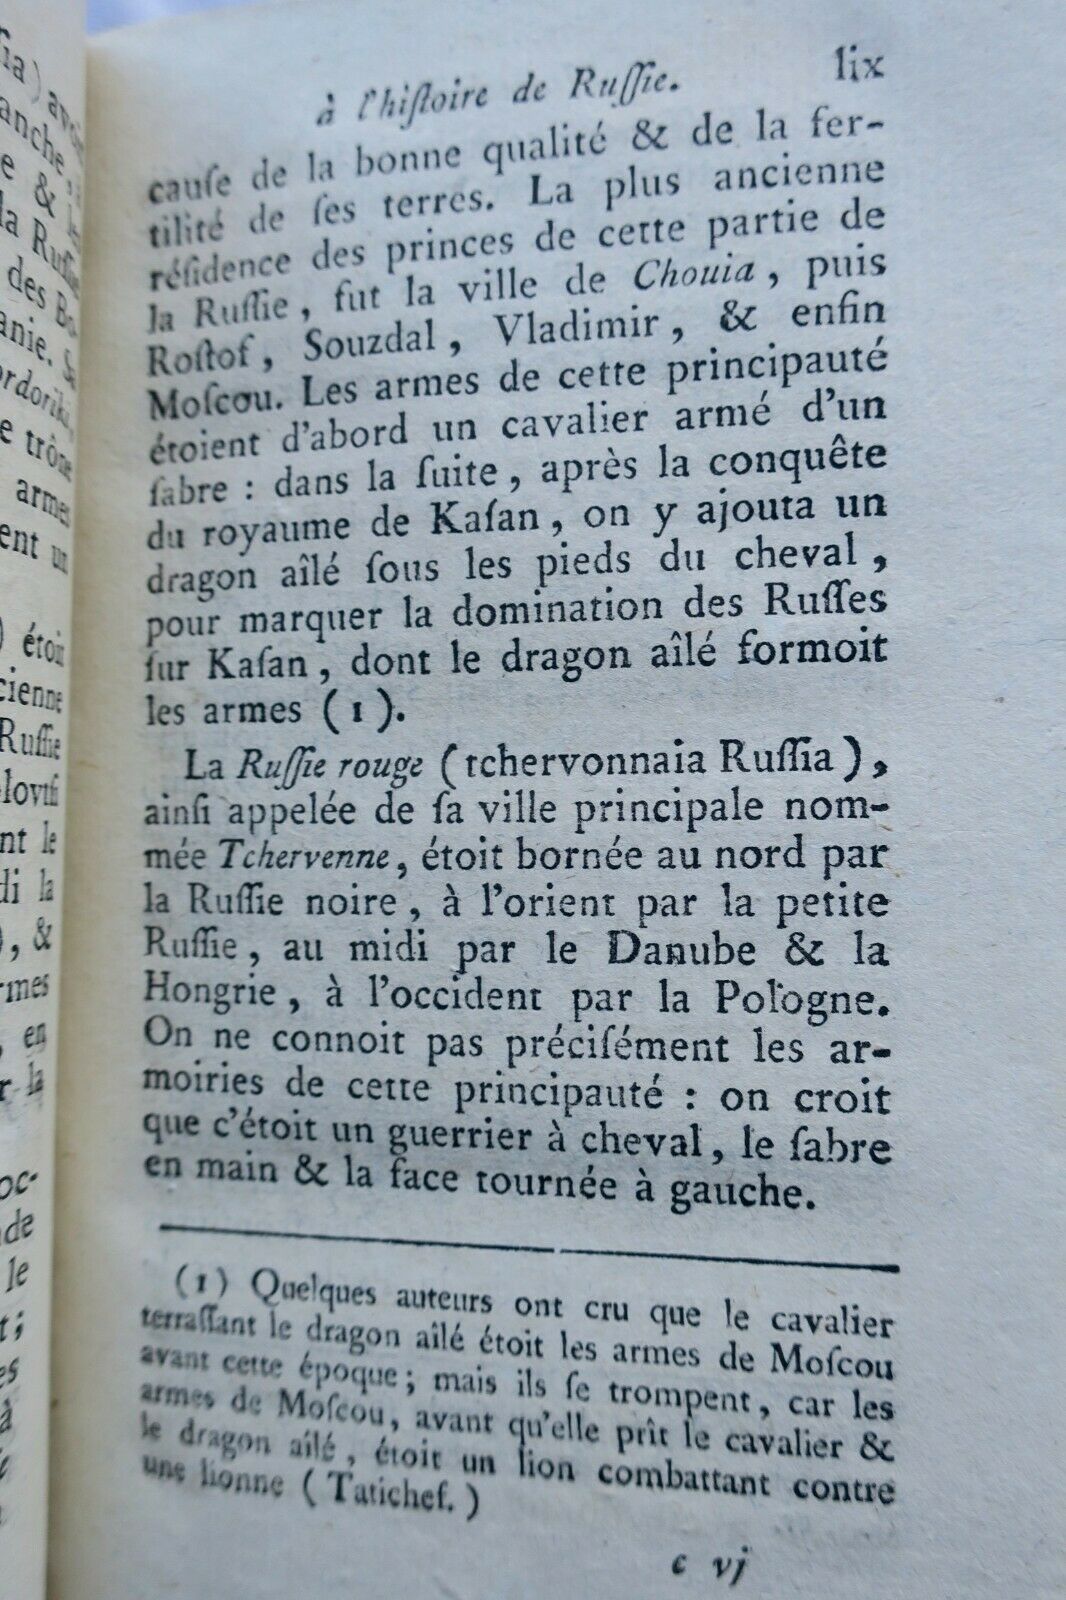 à l'hiſtoire de Ruſſie. lix
cauſe de la bonne qualité & de la fer-
tilité de ſes terres. La plus ancienne
réſidence des princes de cette partie de
la Ruſſie, fut la ville de Chouia, puis
Roſtof, Souzdal, Vladimir, & enfin
Moſcou. Les armes de cette principauté
étoient d'abord un cavalier armé d'un
ſabre : dans la ſuite, après la conquête
du royaume de Kaſan, on y ajouta un
dragon aîlé ſous les pieds du cheval,
pour marquer la domination des Ruſſes
ſur Kaſan, dont le dragon aîlé formoit
les armes (1).
La Ruſſie rouge (tchervonnaia Ruſſia),
ainſi appelée de ſa ville principale nom-
mée Tchervenne, étoit bornée au nord par
la Ruſſie noire, à l'orient par la petite
Ruſſie, au midi par le Danube & la
Hongrie, à l'occident par la Pologne.
On ne connoit pas préciſément les ar-
moiries de cette principauté : on croit
que c'étoit un guerrier à cheval, le ſabre
en main & la face tournée à gauche.
(1) Quelques auteurs ont cru que le cavalier
terraſſant le dragon aîlé étoit les armes de Moſcou
avant cette époque; mais ils ſe trompent, car les
armes de Moſcou, avant qu'elle prît le cavalier &
le dragon aîlé, étoit un lion combattant contre
une lionne (Tatichef.)
c vj